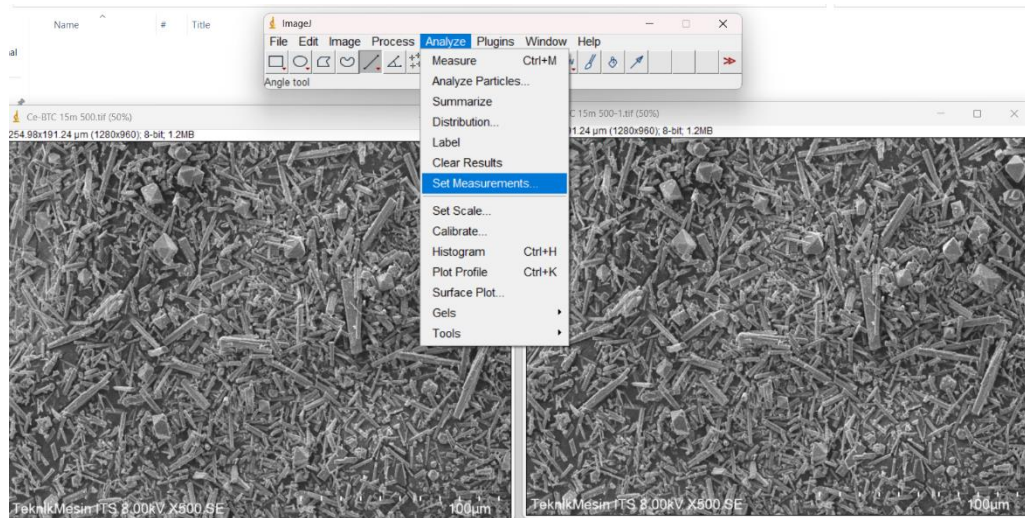 Name ^ # Title
ImageJ
File Edit Image Process Analyze Plugins Window Help
Angle tool
Measure Ctrl+M
Analyze Particles...
Summarize
Distribution...
Label
Clear Results
Set Measurements...
Set Scale...
Calibrate...
Histogram Ctrl+H
Plot Profile Ctrl+K
Surface Plot...
Gels
Tools
al
Ce-BTC 15m 500.tif (50%)
254.98x191.24 µm (1280x960); 8-bit; 1.2MB
TeknikMesin ITS 8.00kV X500 SE 100µm
C 15m 500-1.tif (50%)
91.24 µm (1280x960); 8-bit; 1.2MB
TeknikMesin ITS 8.00kV X500 SE 100µm